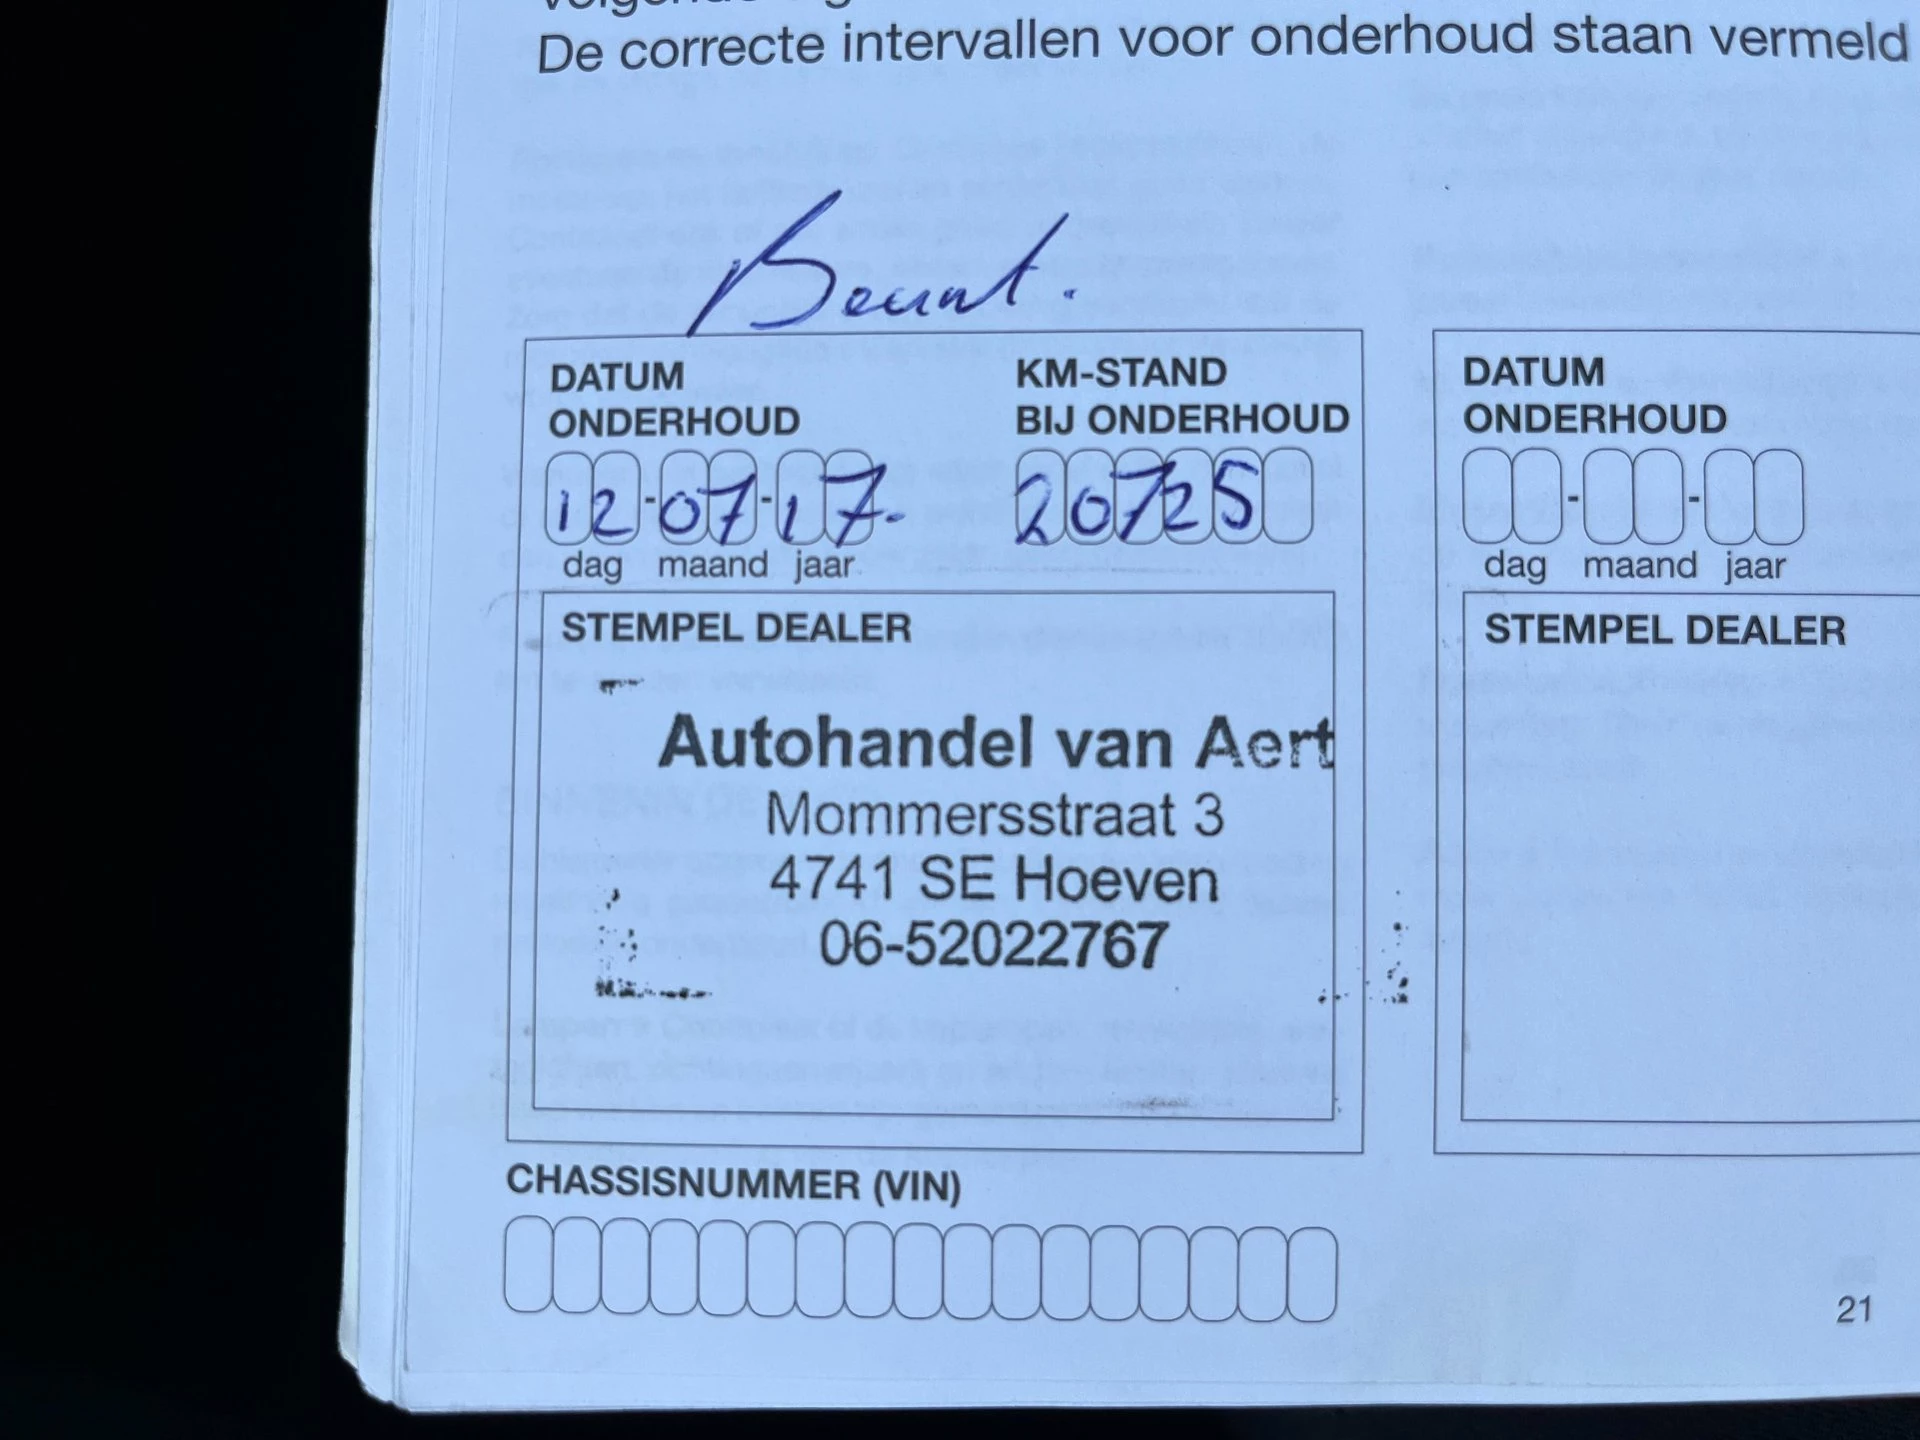 De correcte intervallen voor onderhoud staan vermeld
Beurt.
DATUM
ONDERHOUD
KM-STAND
BIJ ONDERHOUD
12-07-17.
20725
dag maand jaar
STEMPEL DEALER
Autohandel van Aert
Mommersstraat 3
4741 SE Hoeven
06-52022767
CHASSISNUMMER (VIN)
DATUM
ONDERHOUD
- -
dag maand jaar
STEMPEL DEALER
21